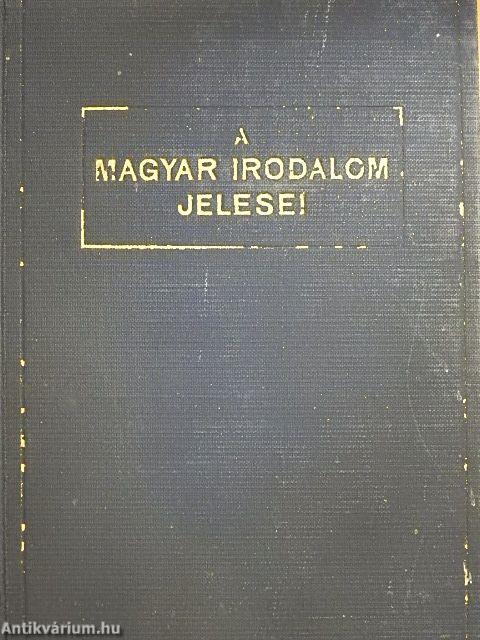 A
MAGYAR IRODALOM
JELESEI
Antikvárium.hu